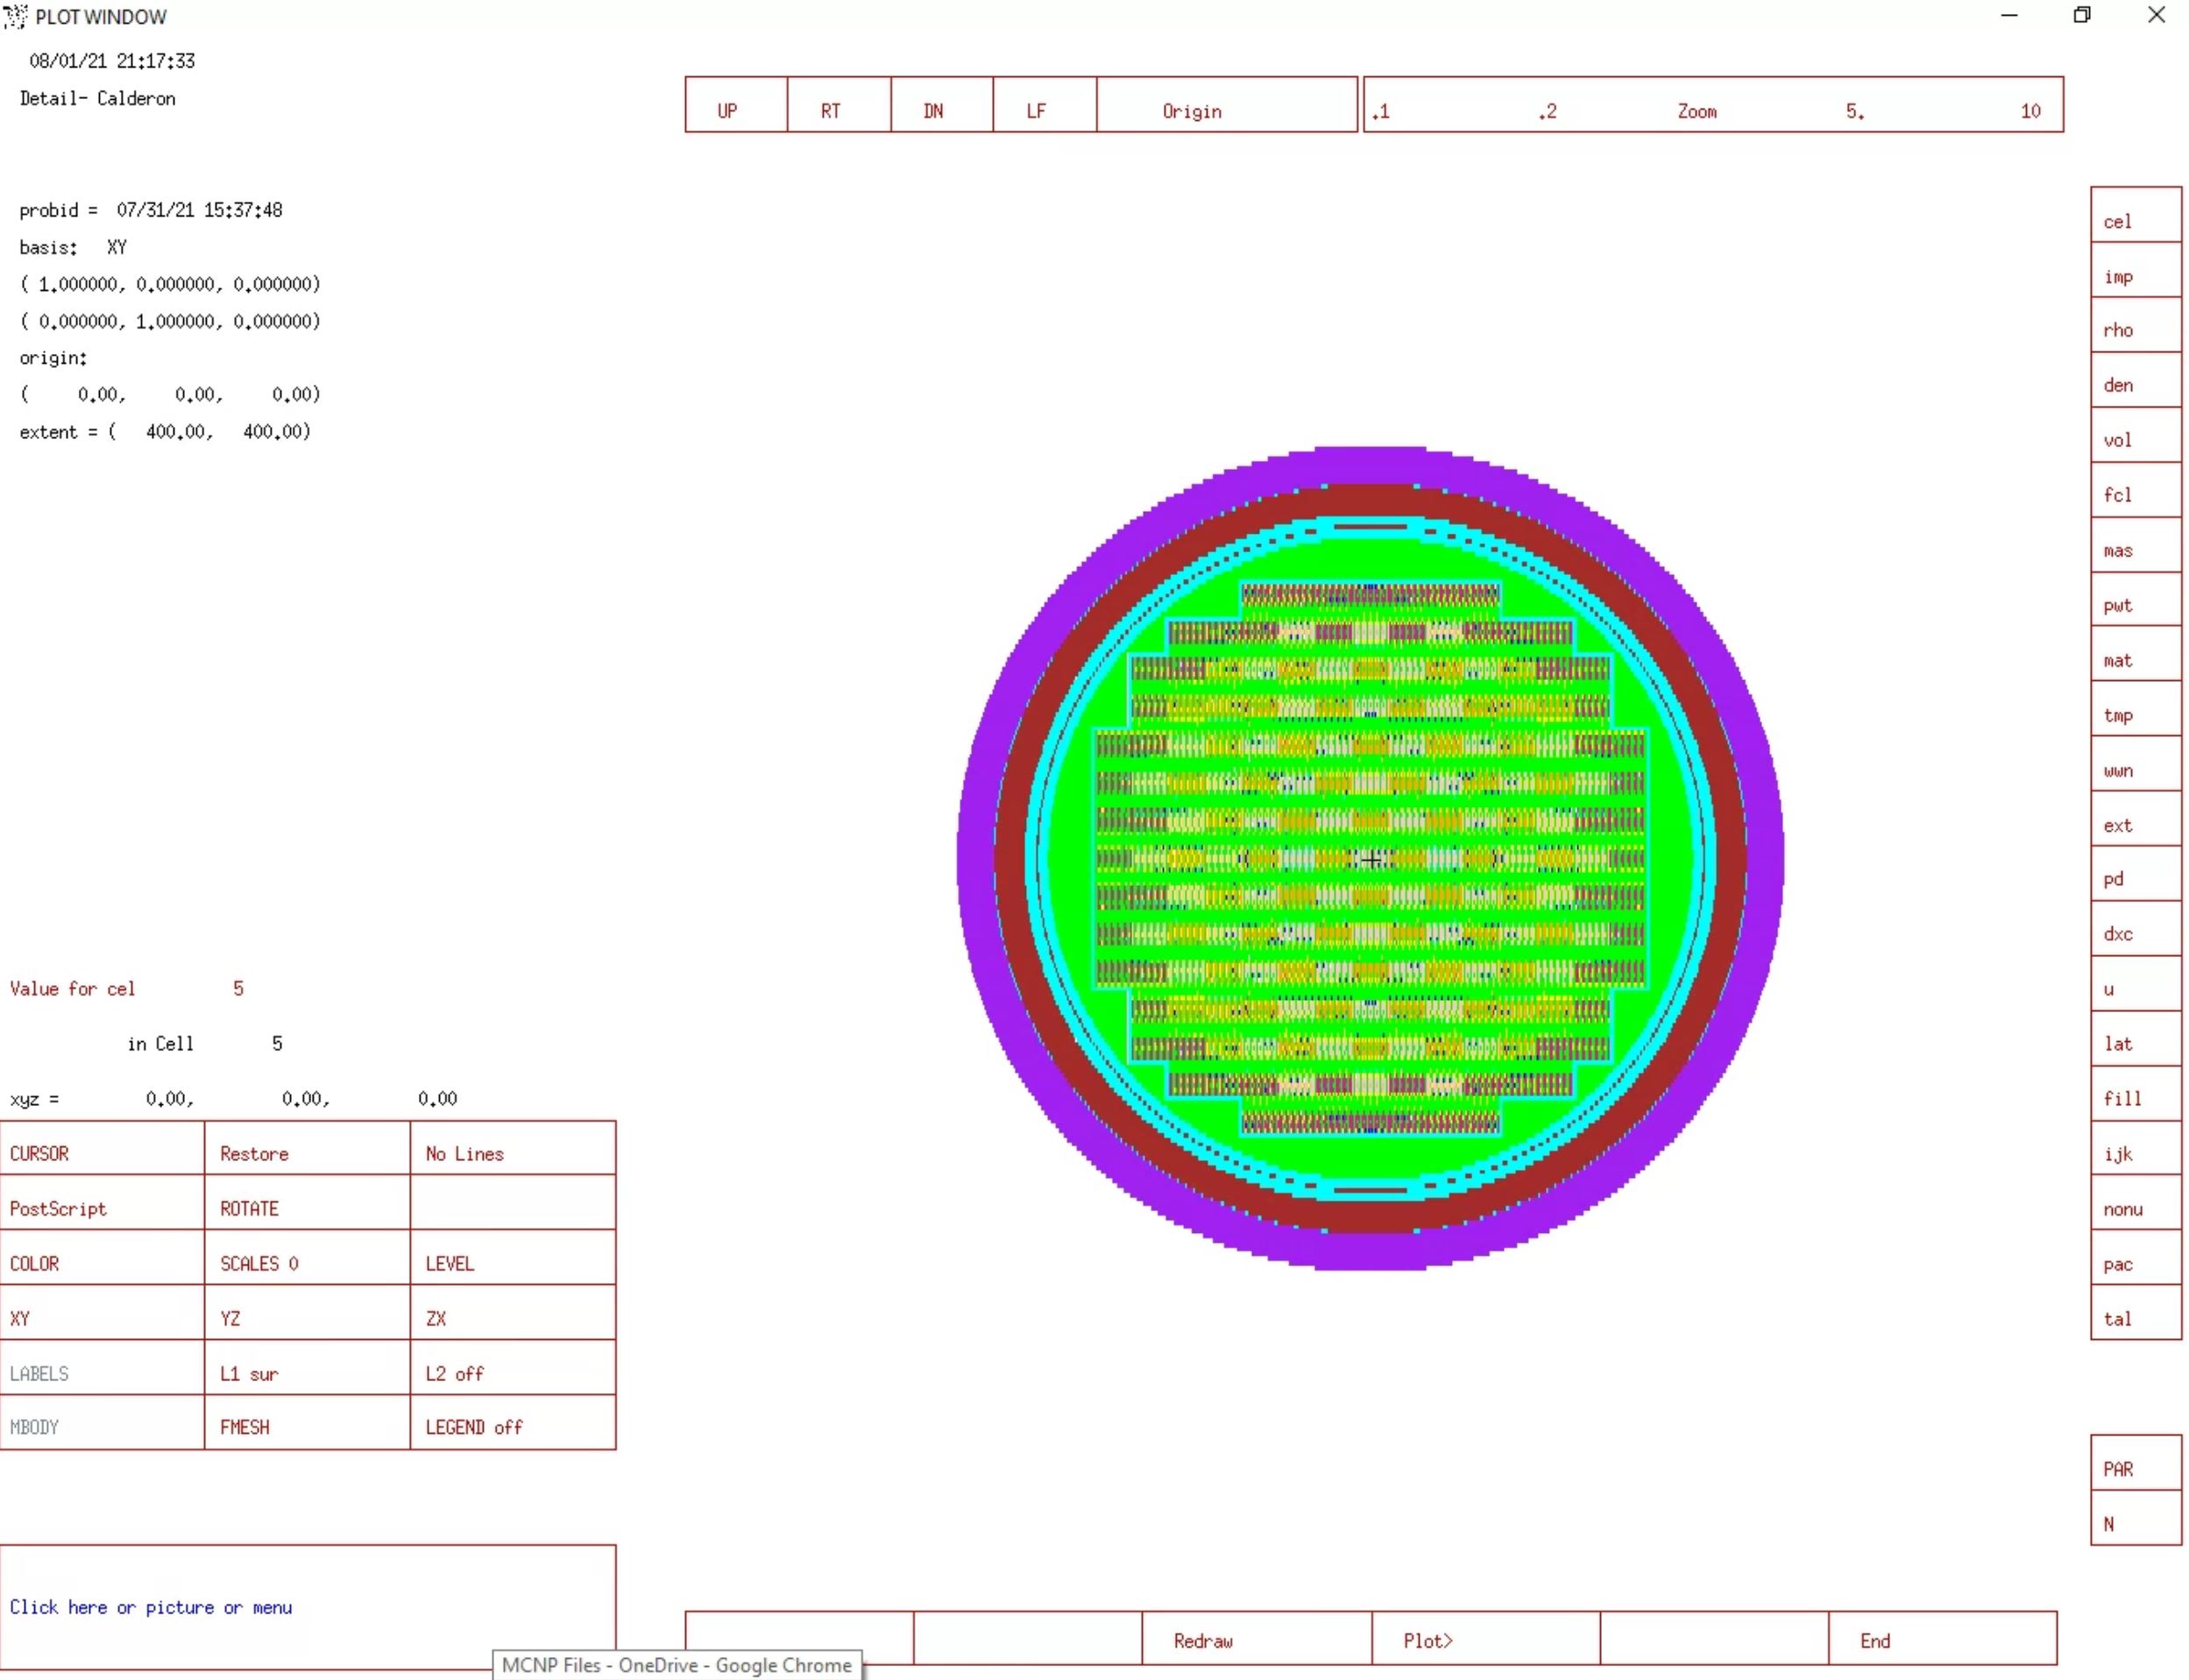 PLOT WINDOW
08/01/21 21:17:33
Detail- Calderon
UP RT DN LF Origin .1 .2 Zoom 5. 10
probid = 07/31/21 15:37:48
basis: XY
( 1.000000, 0.000000, 0.000000)
( 0.000000, 1.000000, 0.000000)
origin:
( 0.00, 0.00, 0.00)
extent = ( 400.00, 400.00)
cel
imp
rho
den
vol
fcl
mas
pwt
mat
tmp
wwn
ext
pd
dxc
u
lat
fill
ijk
nonu
pac
tal
PAR
N
Value for cel 5
in Cell 5
xyz = 0.00, 0.00, 0.00
CURSOR Restore No Lines
PostScript ROTATE
COLOR SCALES 0 LEVEL
XY YZ ZX
LABELS L1 sur L2 off
MBODY FMESH LEGEND off
Click here or picture or menu
Redraw Plot> End
MCNP Files - OneDrive - Google Chrome